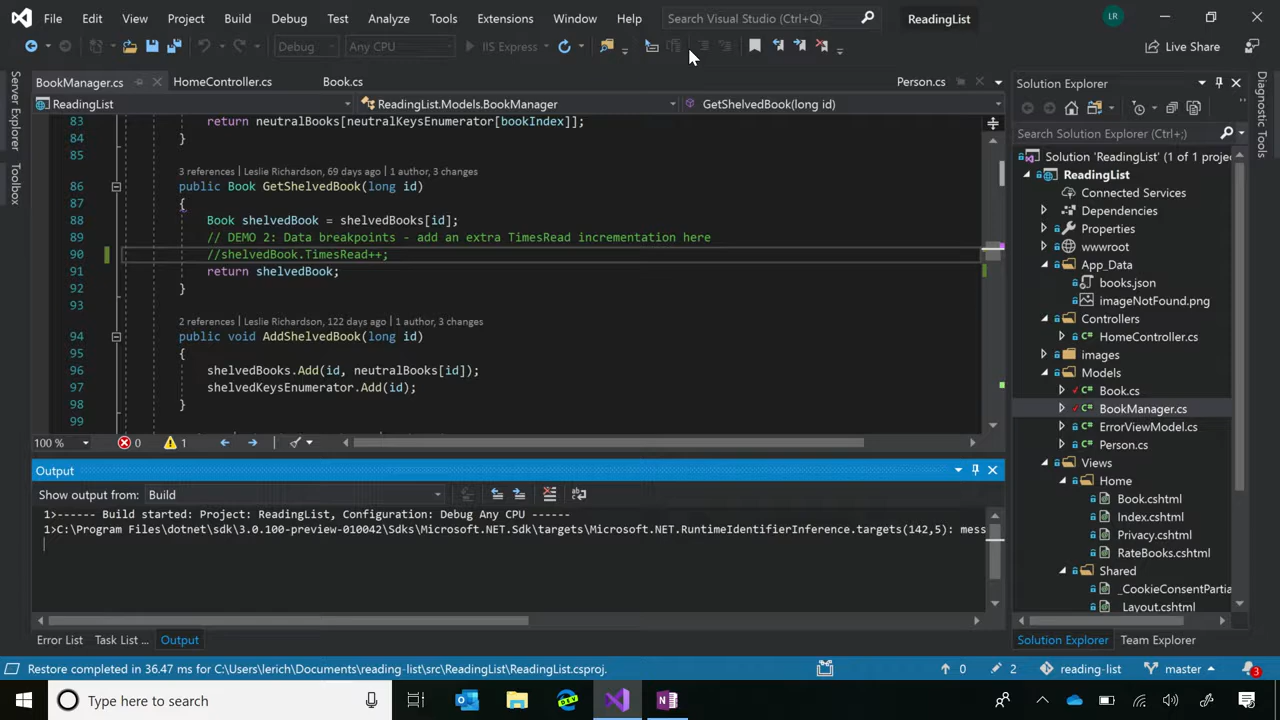 File Edit View Project Build Debug Test Analyze Tools Extensions Window Help Search Visual Studio (Ctrl+Q) ReadingList LR
Debug Any CPU IIS Express Live Share
BookManager.cs HomeController.cs Book.cs Person.cs
ReadingList ReadingList.Models.BookManager GetShelvedBook(long id)
Server Explorer
Toolbox
83 return neutralBooks[neutralKeysEnumerator[bookIndex]];
84 }
85
3 references | Leslie Richardson, 69 days ago | 1 author, 3 changes
86 public Book GetShelvedBook(long id)
87 {
88 Book shelvedBook = shelvedBooks[id];
89 // DEMO 2: Data breakpoints - add an extra TimesRead incrementation here
90 //shelvedBook.TimesRead++;
91 return shelvedBook;
92 }
93
2 references | Leslie Richardson, 122 days ago | 1 author, 3 changes
94 public void AddShelvedBook(long id)
95 {
96 shelvedBooks.Add(id, neutralBooks[id]);
97 shelvedKeysEnumerator.Add(id);
98 }
99
100 % 0 1
Output
Show output from: Build
1>------ Build started: Project: ReadingList, Configuration: Debug Any CPU ------
1>C:\Program Files\dotnet\sdk\3.0.100-preview-010042\Sdks\Microsoft.NET.Sdk\targets\Microsoft.NET.RuntimeIdentifierInference.targets(142,5): mess
Error List Task List ... Output
Solution Explorer
Search Solution Explorer (Ctrl+;)
Solution 'ReadingList' (1 of 1 projec
ReadingList
Connected Services
Dependencies
Properties
wwwroot
App_Data
books.json
imageNotFound.png
Controllers
HomeController.cs
images
Models
Book.cs
BookManager.cs
ErrorViewModel.cs
Person.cs
Views
Home
Book.cshtml
Index.cshtml
Privacy.cshtml
RateBooks.cshtml
Shared
_CookieConsentPartia
_Layout.cshtml
Solution Explorer Team Explorer
Diagnostic Tools
Restore completed in 36.47 ms for C:\Users\lerich\Documents\reading-list\src\ReadingList\ReadingList.csproj. 0 2 reading-list master 3
Type here to search